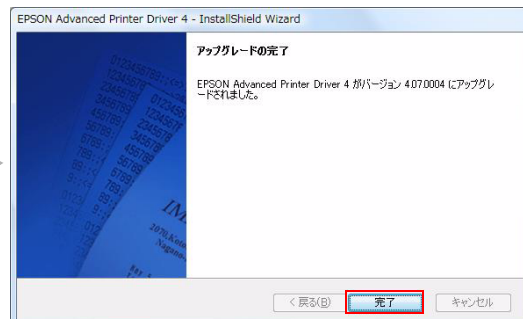 EPSON Advanced Printer Driver 4 - InstallShield Wizard
アップグレードの完了
EPSON Advanced Printer Driver 4 がバージョン 4.07.0004 にアップグレ
ードされました。
< 戻る(B)
完了
キャンセル